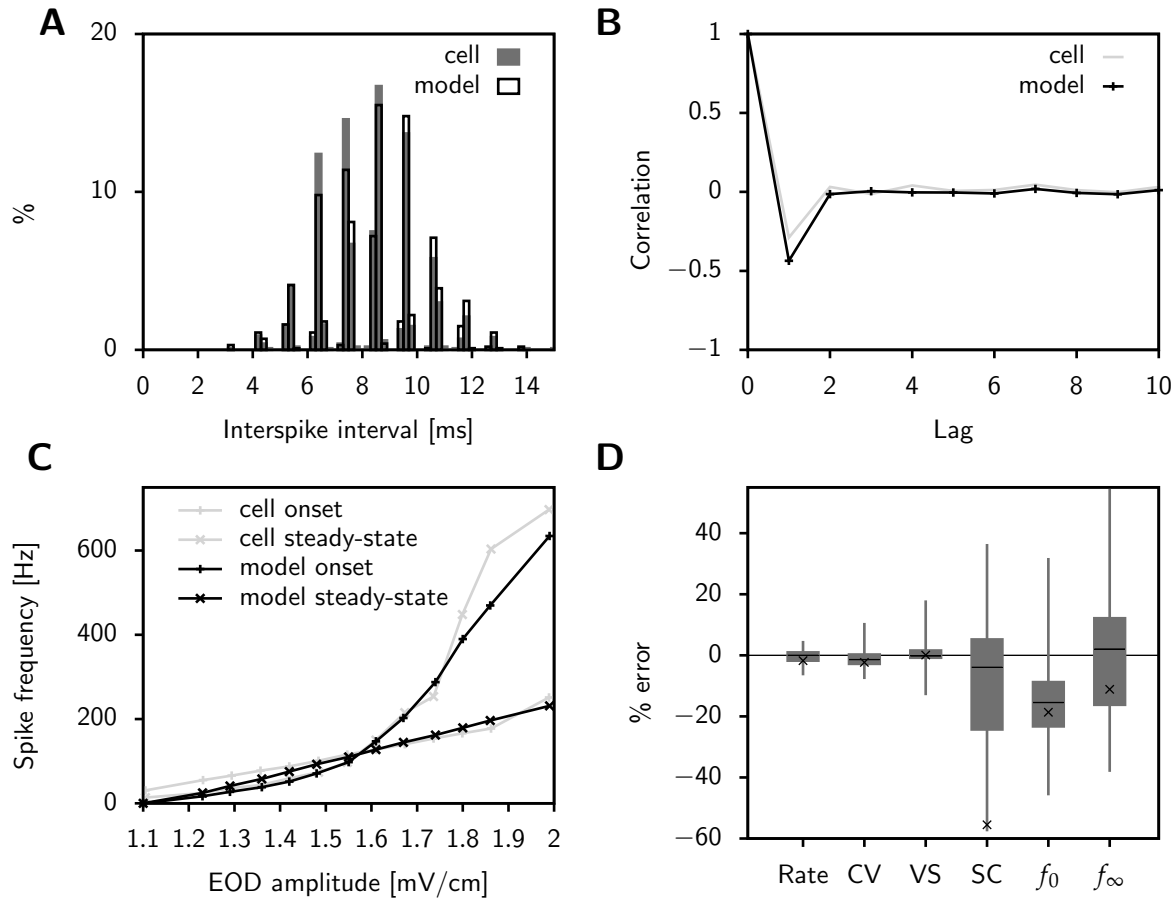 A
20
10
0
%
cell
model
0 2 4 6 8 10 12 14
Interspike interval [ms]
B
1
0.5
0
−0.5
−1
Correlation
cell
model
0 2 4 6 8 10
Lag
C
600
400
200
0
Spike frequency [Hz]
cell onset
cell steady-state
model onset
model steady-state
1.1 1.2 1.3 1.4 1.5 1.6 1.7 1.8 1.9 2
EOD amplitude [mV/cm]
D
40
20
0
−20
−40
−60
% error
Rate CV VS SC f0 f∞